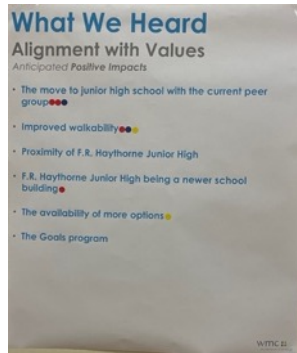 What We Heard
Alignment with Values
Anticipated Positive Impacts
• The move to junior high school with the current peer
group
• Improved walkability
• Proximity of F.R. Haythorne Junior High
• F.R. Haythorne Junior High being a newer school
building
• The availability of more options
• The Goals program
wmc